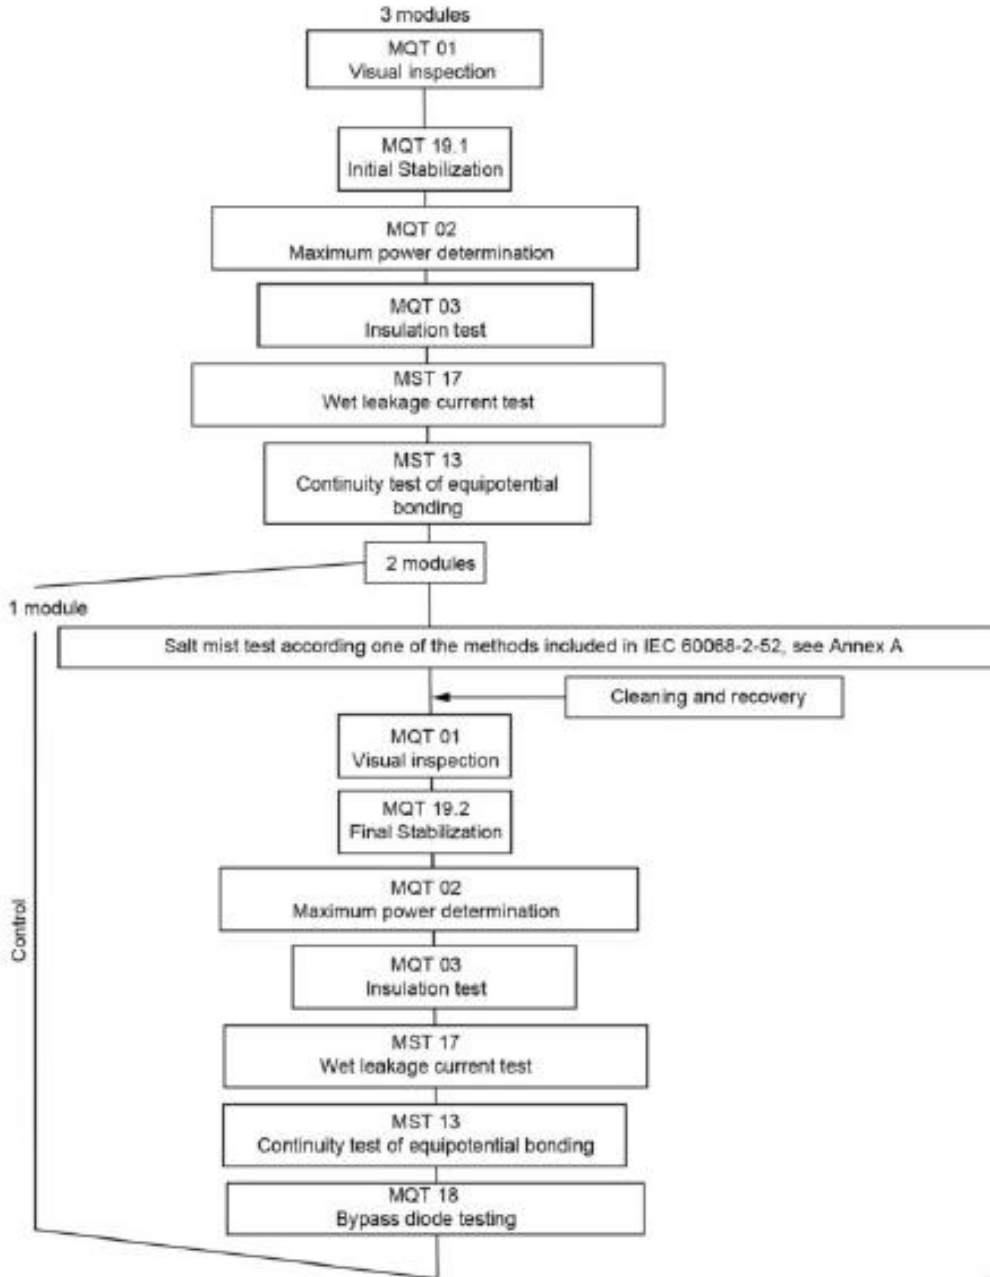 3 modules
MQT 01
Visual inspection
MQT 19.1
Initial Stabilization
MQT 02
Maximum power determination
MQT 03
Insulation test
MST 17
Wet leakage current test
MST 13
Continuity test of equipotential
bonding
2 modules
1 module
Salt mist test according one of the methods included in IEC 60068-2-52, see Annex A
Cleaning and recovery
MQT 01
Visual inspection
MQT 19.2
Final Stabilization
MQT 02
Maximum power determination
Control
MQT 03
Insulation test
MST 17
Wet leakage current test
MST 13
Continuity test of equipotential bonding
MQT 18
Bypass diode testing